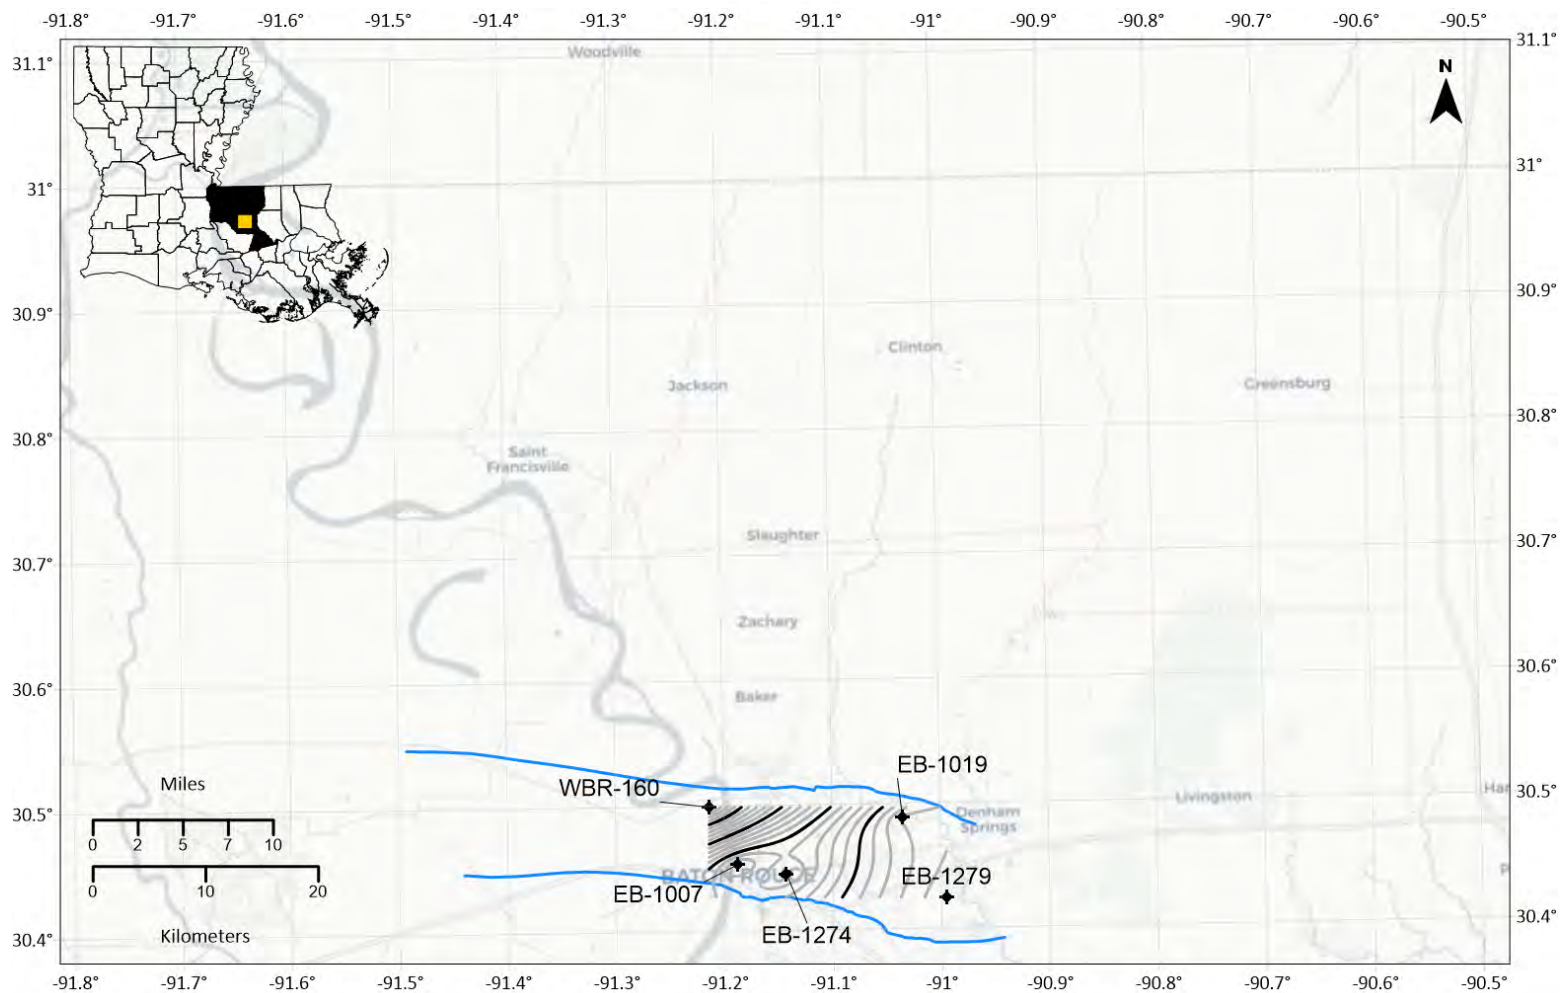 -91.8° -91.7° -91.6° -91.5° -91.4° -91.3° -91.2° -91.1° -91° -90.9° -90.8° -90.7° -90.6° -90.5°
31.1° 31.1°
Woodville
N
31° 31°
30.9° 30.9°
Clinton
Jackson
Greensburg
30.8° 30.8°
Saint
Francisville
Slaughter
30.7° 30.7°
Zachary
30.6° 30.6°
Baker
EB-1019
WBR-160
Miles
30.5° 30.5°
Livingston
Denham
Springs
0 2 5 7 10
BATON ROUGE
EB-1279
0 10 20
EB-1007
30.4° 30.4°
EB-1274
Kilometers
-91.8° -91.7° -91.6° -91.5° -91.4° -91.3° -91.2° -91.1° -91° -90.9° -90.8° -90.7° -90.6° -90.5°